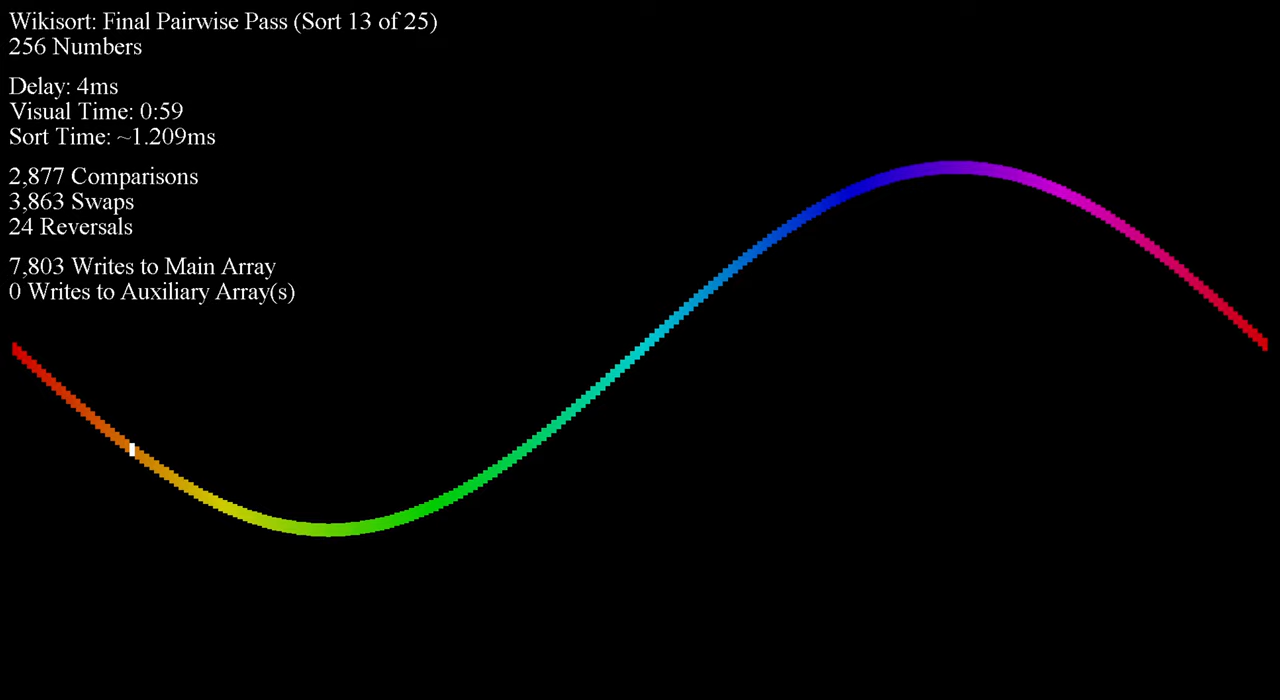 Wikisort: Final Pairwise Pass (Sort 13 of 25)
256 Numbers
Delay: 4ms
Visual Time: 0:59
Sort Time: ~1.209ms
2,877 Comparisons
3,863 Swaps
24 Reversals
7,803 Writes to Main Array
0 Writes to Auxiliary Array(s)